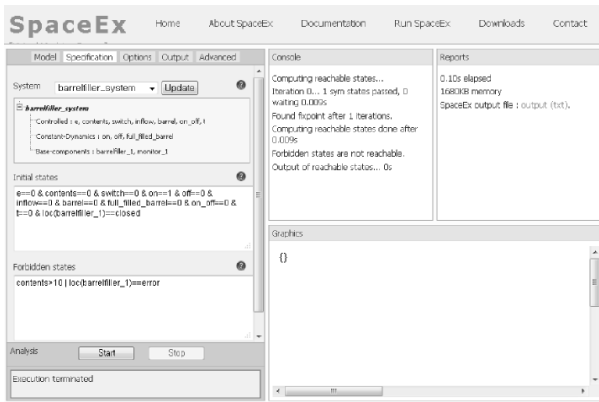 SpaceEx
Home About SpaceEx Documentation Run SpaceEx Downloads Contact
Model Specification Options Output Advanced
System barrelfiller_system Update
barrelfiller_system
Controlled : e, contents, switch, inflow, barrel, on_off, t
Constant-Dynamics : on, off, full_filled_barrel
Base-components : barrelfiller_1, monitor_1
Initial states
e==0 & contents==0 & switch==0 & on==1 & off==0 &
inflow==0 & barrel==0 & full_filled_barrel==0 & on_off==0 &
t==0 & loc(barrelfiller_1)==closed
Forbidden states
contents>10 | loc(barrelfiller_1)==error
Analysis Start Stop
Execution terminated
Console
Computing reachable states...
Iteration 0... 1 sym states passed, 0
waiting 0.009s
Found fixpoint after 1 iterations.
Computing reachable states done after
0.009s
Forbidden states are not reachable.
Output of reachable states... 0s
Reports
0.10s elapsed
1680KB memory
SpaceEx output file : output (txt).
Graphics
{}